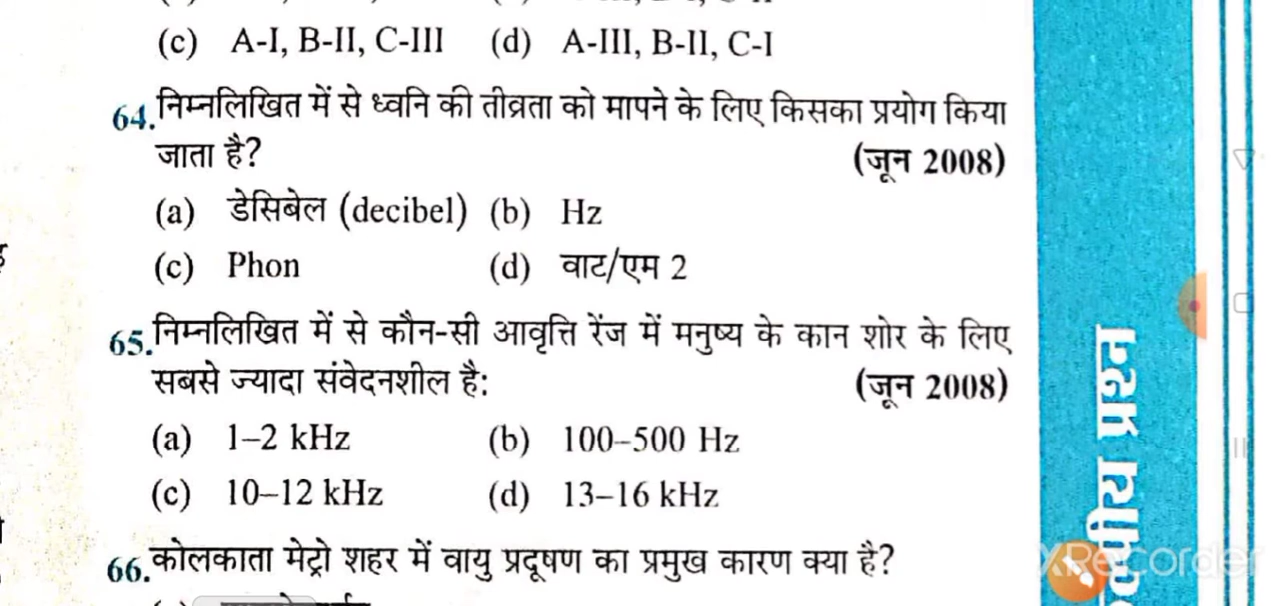 (c) A-I, B-II, C-III (d) A-III, B-II, C-I
64. निम्नलिखित में से ध्वनि की तीव्रता को मापने के लिए किसका प्रयोग किया
जाता है? (जून 2008)
(a) डेसिबेल (decibel) (b) Hz
(c) Phon (d) वाट/एम 2
65. निम्नलिखित में से कौन-सी आवृत्ति रेंज में मनुष्य के कान शोर के लिए
सबसे ज्यादा संवेदनशील है: (जून 2008)
(a) 1–2 kHz (b) 100–500 Hz
(c) 10–12 kHz (d) 13–16 kHz
66. कोलकाता मेट्रो शहर में वायु प्रदूषण का प्रमुख कारण क्या है?
प्रश्न
XRecorder